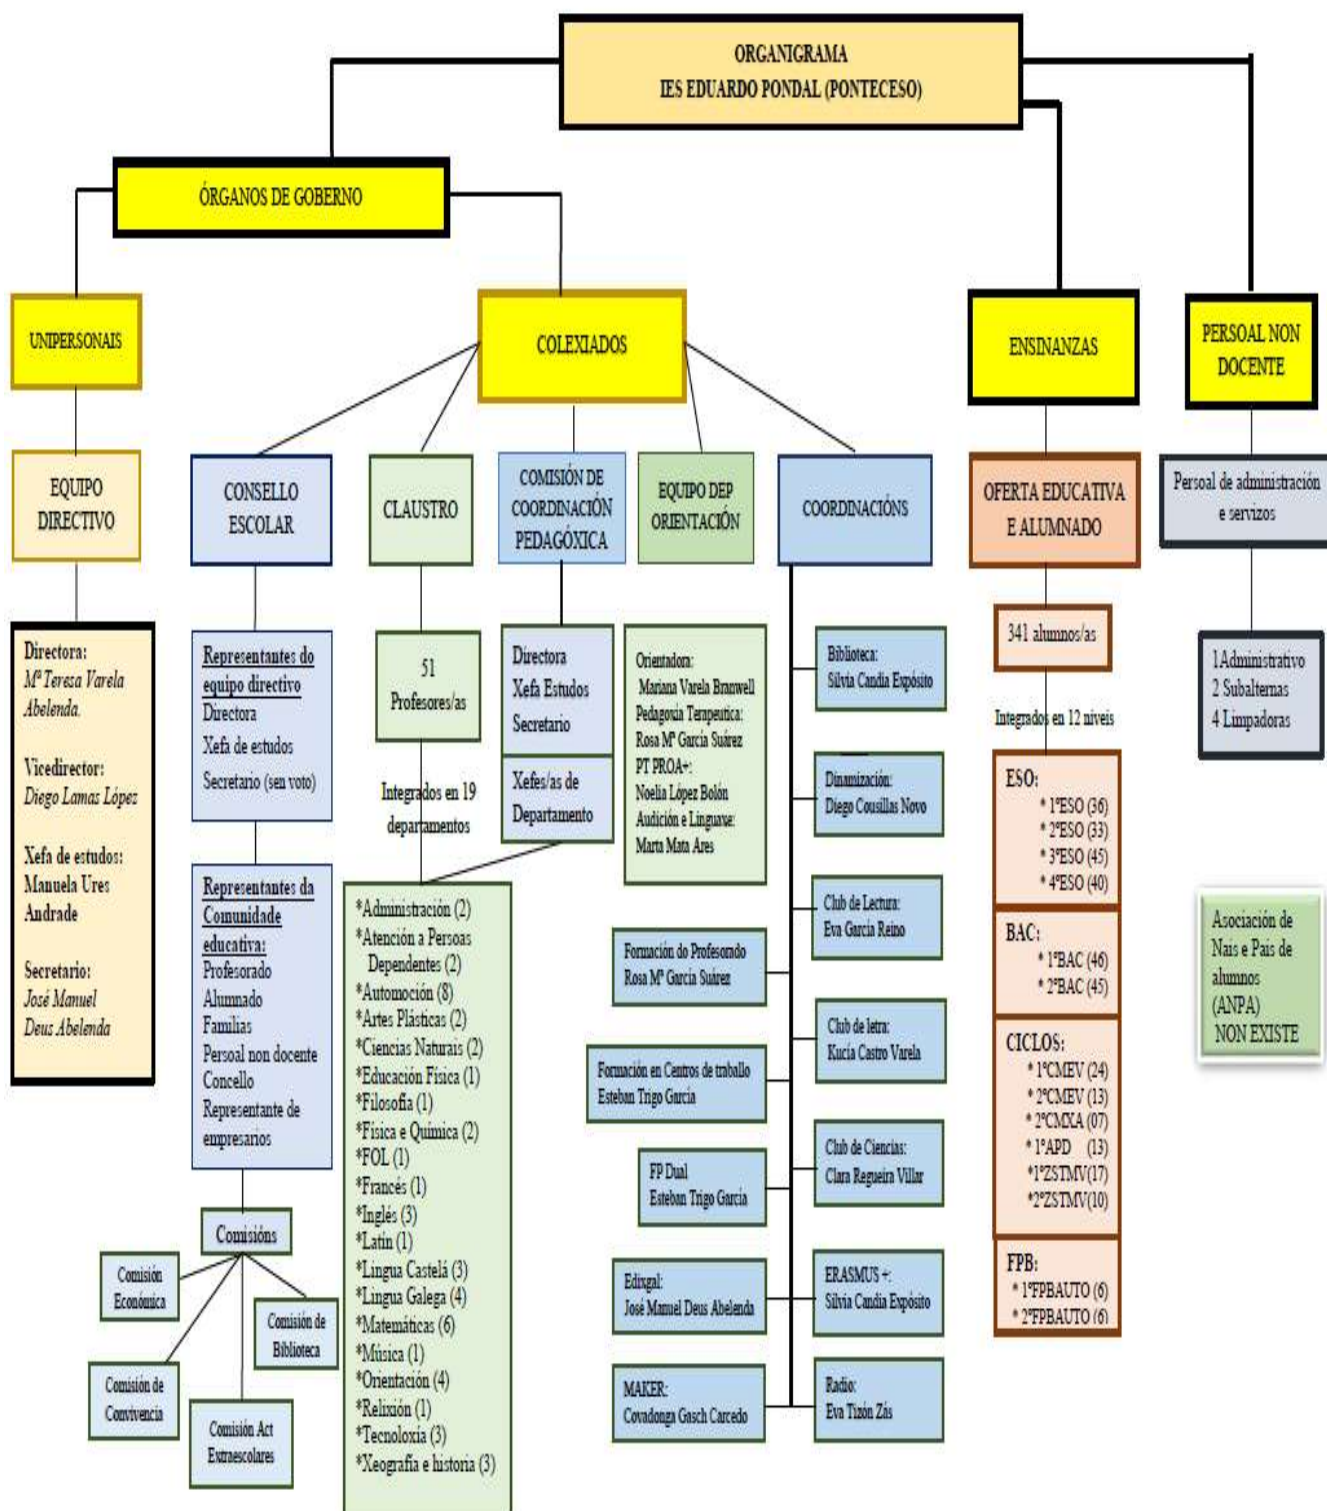 ORGANIGRAMA
IES EDUARDO PONDAL (PONTECESO)
ÓRGANOS DE GOBERNO
UNIPERSONAIS
COLEXIADOS
ENSINANZAS
PERSOAL NON
DOCENTE
EQUIPO
DIRECTIVO
CONSELLO
ESCOLAR
CLAUSTRO
COMISIÓN DE
COORDINACIÓN
PEDAGÓXICA
EQUIPO DEP
ORIENTACIÓN
COORDINACIÓNS
OFERTA EDUCATIVA
E ALUMNADO
Persoal de administración
e servizos
Directora:
Mª Teresa Varela
Abelenda.
Vicedirector:
Diego Lamas López
Xefa de estudos:
Manuela Ures
Andrade
Secretario:
José Manuel
Deus Abelenda
Representantes do
equipo directivo
Directora
Xefa de estudos
Secretario (sen voto)
Representantes da
Comunidade
educativa:
Profesorado
Alumnado
Familias
Persoal non docente
Concello
Representante de
empresarios
Comisións
Comisión
Económica
Comisión de
Biblioteca
Comisión de
Convivencia
Comisión Act
Extraescolares
51
Profesores/as
Integrados en 19
departamentos
*Administración (2)
*Atención a Persoas
Dependentes (2)
*Automoción (8)
*Artes Plásticas (2)
*Ciencias Naturais (2)
*Educación Física (1)
*Filosofía (1)
*Física e Química (2)
*FOL (1)
*Francés (1)
*Inglés (3)
*Latín (1)
*Lingua Castelá (3)
*Lingua Galega (4)
*Matemáticas (6)
*Música (1)
*Orientación (4)
*Relixión (1)
*Tecnoloxía (3)
*Xeografía e historia (3)
Directora
Xefa Estudos
Secretario
Xefes/as de
Departamento
Orientadora:
Mariana Varela Branwell
Pedagoxia Terapeutica:
Rosa Mª García Suárez
PT PROA+:
Noelia López Bolón
Audición e Linguaxe:
Marta Mata Ares
Biblioteca:
Silvia Candia Expósito
Dinamización:
Diego Cousillas Novo
Club de Lectura:
Eva García Reino
Formación do Profesorado
Rosa Mª García Suárez
Club de letra:
Kucía Castro Varela
Formación en Centros de traballo
Esteban Trigo García
Club de Ciencias:
Clara Regueira Villar
FP Dual
Esteban Trigo García
ERASMUS +:
Silvia Candia Expósito
Edixgal:
José Manuel Deus Abelenda
MAKER:
Covadonga Gasch Carcedo
Radio:
Eva Tizón Zás
341 alumnos/as
Integrados en 12 niveis
ESO:
* 1ºESO (36)
* 2ºESO (33)
* 3ºESO (45)
* 4ºESO (40)
BAC:
* 1ºBAC (46)
* 2ºBAC (45)
CICLOS:
* 1ºCMEV (24)
* 2ºCMEV (13)
* 2ºCMXA (07)
* 1ºAPD (13)
*1ºZSTMV(17)
*2ºZSTMV(10)
FPB:
* 1ºFPBAUTO (6)
* 2ºFPBAUTO (6)
1Administrativo
2 Subalternas
4 Limpadoras
Asociación de
Nais e Pais de
alumnos
(ANPA)
NON EXISTE